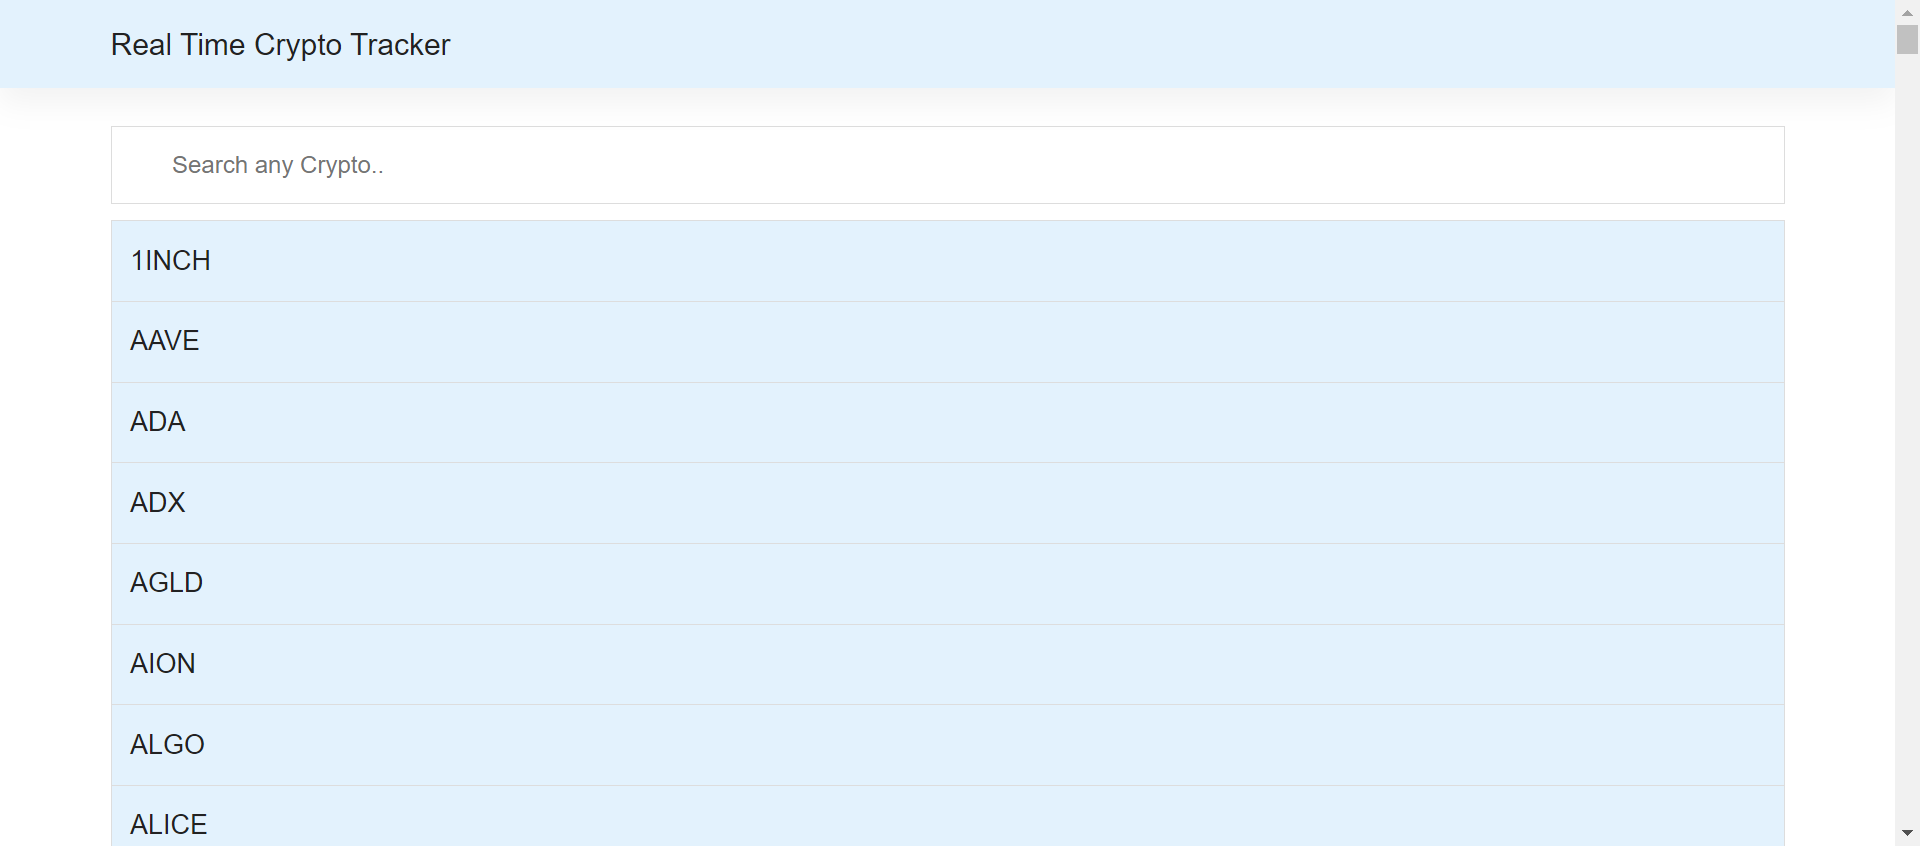 Real Time Crypto Tracker
Search any Crypto..
1INCH
AAVE
ADA
ADX
AGLD
AION
ALGO
ALICE